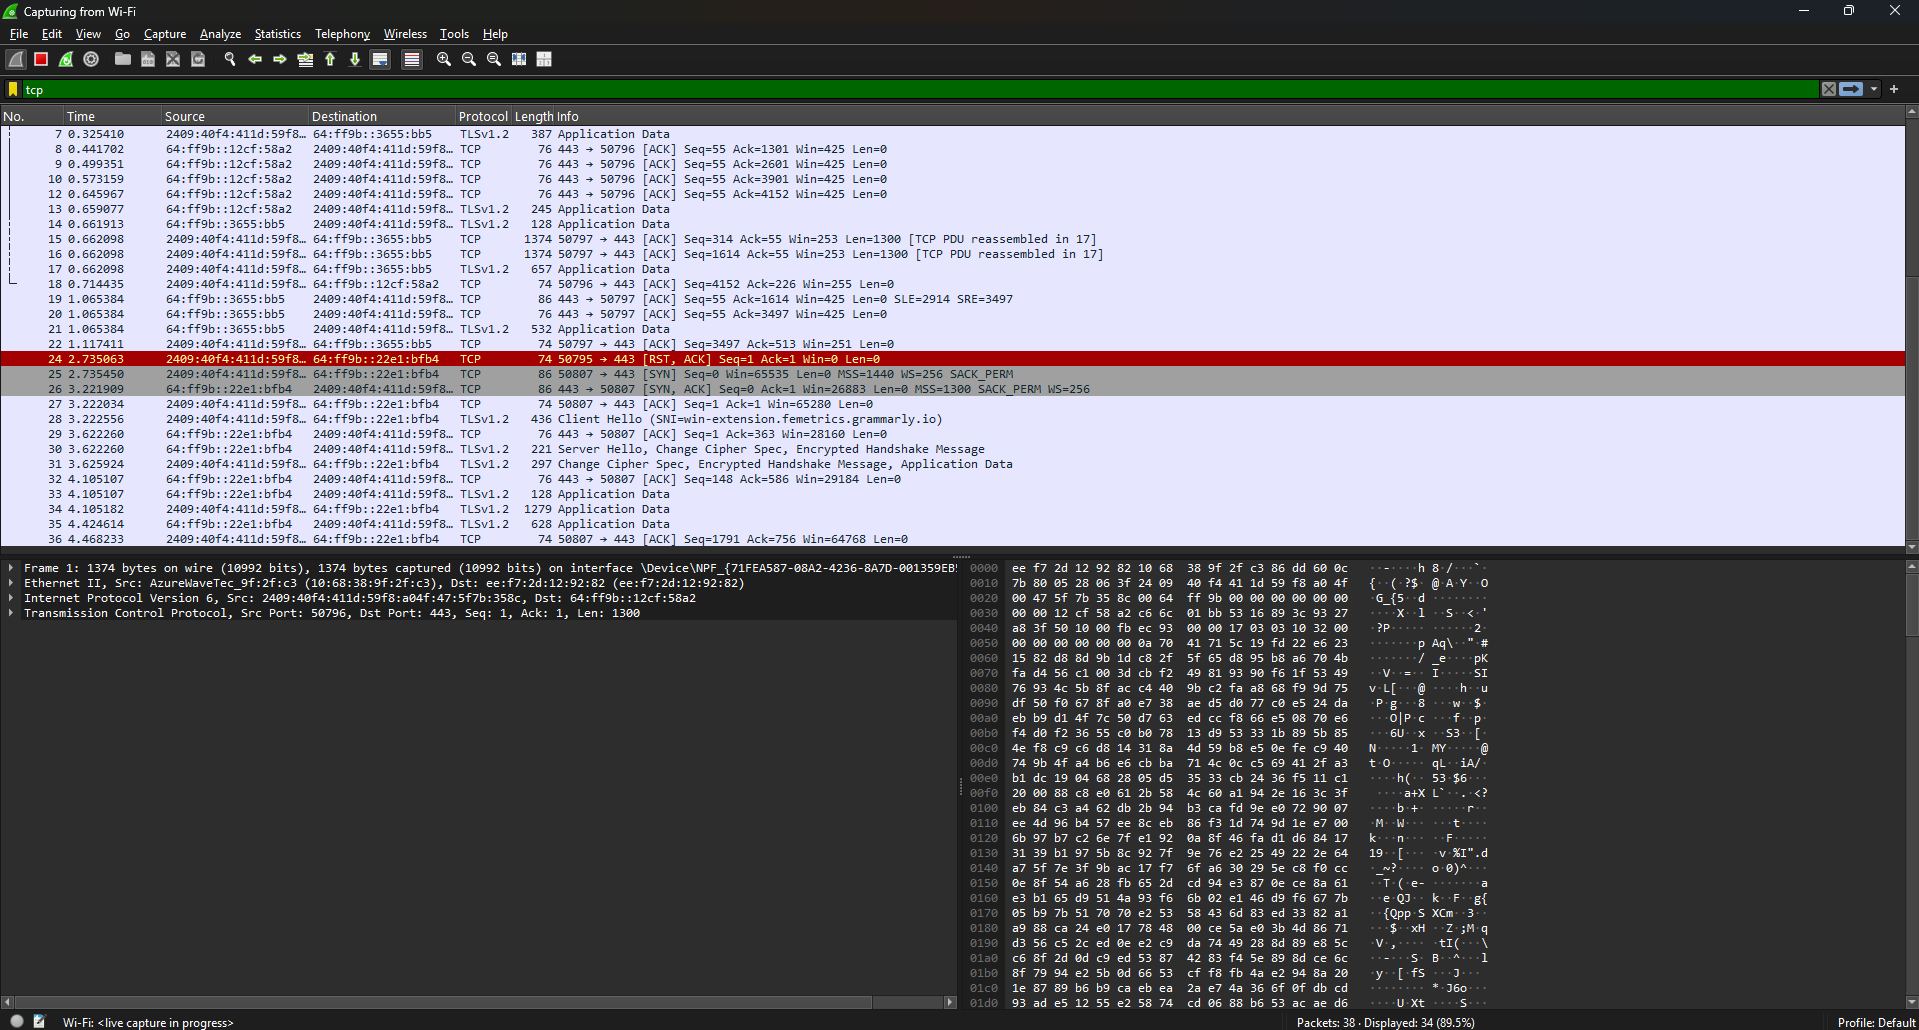 Capturing from Wi-Fi
File Edit View Go Capture Analyze Statistics Telephony Wireless Tools Help
tcp
No. Time Source Destination Protocol Length Info
7 0.325410 2409:40f4:411d:59f8… 64:ff9b::3655:bb5 TLSv1.2 387 Application Data
8 0.441702 64:ff9b::12cf:58a2 2409:40f4:411d:59f8… TCP 76 443 → 50796 [ACK] Seq=55 Ack=1301 Win=425 Len=0
9 0.499351 64:ff9b::12cf:58a2 2409:40f4:411d:59f8… TCP 76 443 → 50796 [ACK] Seq=55 Ack=2601 Win=425 Len=0
10 0.573159 64:ff9b::12cf:58a2 2409:40f4:411d:59f8… TCP 76 443 → 50796 [ACK] Seq=55 Ack=3901 Win=425 Len=0
12 0.645967 64:ff9b::12cf:58a2 2409:40f4:411d:59f8… TCP 76 443 → 50796 [ACK] Seq=55 Ack=4152 Win=425 Len=0
13 0.659077 64:ff9b::12cf:58a2 2409:40f4:411d:59f8… TLSv1.2 245 Application Data
14 0.661913 64:ff9b::3655:bb5 2409:40f4:411d:59f8… TLSv1.2 128 Application Data
15 0.662098 2409:40f4:411d:59f8… 64:ff9b::3655:bb5 TCP 1374 50797 → 443 [ACK] Seq=314 Ack=55 Win=253 Len=1300 [TCP PDU reassembled in 17]
16 0.662098 2409:40f4:411d:59f8… 64:ff9b::3655:bb5 TCP 1374 50797 → 443 [ACK] Seq=1614 Ack=55 Win=253 Len=1300 [TCP PDU reassembled in 17]
17 0.662098 2409:40f4:411d:59f8… 64:ff9b::3655:bb5 TLSv1.2 657 Application Data
18 0.714435 2409:40f4:411d:59f8… 64:ff9b::12cf:58a2 TCP 74 50796 → 443 [ACK] Seq=4152 Ack=226 Win=255 Len=0
19 1.065384 64:ff9b::3655:bb5 2409:40f4:411d:59f8… TCP 86 443 → 50797 [ACK] Seq=55 Ack=1614 Win=425 Len=0 SLE=2914 SRE=3497
20 1.065384 64:ff9b::3655:bb5 2409:40f4:411d:59f8… TCP 76 443 → 50797 [ACK] Seq=55 Ack=3497 Win=425 Len=0
21 1.065384 64:ff9b::3655:bb5 2409:40f4:411d:59f8… TLSv1.2 532 Application Data
22 1.117411 2409:40f4:411d:59f8… 64:ff9b::3655:bb5 TCP 74 50797 → 443 [ACK] Seq=3497 Ack=513 Win=251 Len=0
24 2.735063 2409:40f4:411d:59f8… 64:ff9b::22e1:bfb4 TCP 74 50795 → 443 [RST, ACK] Seq=1 Ack=1 Win=0 Len=0
25 2.735450 2409:40f4:411d:59f8… 64:ff9b::22e1:bfb4 TCP 86 50807 → 443 [SYN] Seq=0 Win=65535 Len=0 MSS=1440 WS=256 SACK_PERM
26 3.221909 64:ff9b::22e1:bfb4 2409:40f4:411d:59f8… TCP 86 443 → 50807 [SYN, ACK] Seq=0 Ack=1 Win=26883 Len=0 MSS=1300 SACK_PERM WS=256
27 3.222034 2409:40f4:411d:59f8… 64:ff9b::22e1:bfb4 TCP 74 50807 → 443 [ACK] Seq=1 Ack=1 Win=65280 Len=0
28 3.222556 2409:40f4:411d:59f8… 64:ff9b::22e1:bfb4 TLSv1.2 436 Client Hello (SNI=win-extension.femetrics.grammarly.io)
29 3.622260 64:ff9b::22e1:bfb4 2409:40f4:411d:59f8… TCP 76 443 → 50807 [ACK] Seq=1 Ack=363 Win=28160 Len=0
30 3.622260 64:ff9b::22e1:bfb4 2409:40f4:411d:59f8… TLSv1.2 221 Server Hello, Change Cipher Spec, Encrypted Handshake Message
31 3.625924 2409:40f4:411d:59f8… 64:ff9b::22e1:bfb4 TLSv1.2 297 Change Cipher Spec, Encrypted Handshake Message, Application Data
32 4.105107 64:ff9b::22e1:bfb4 2409:40f4:411d:59f8… TCP 76 443 → 50807 [ACK] Seq=148 Ack=586 Win=29184 Len=0
33 4.105107 64:ff9b::22e1:bfb4 2409:40f4:411d:59f8… TLSv1.2 128 Application Data
34 4.105182 2409:40f4:411d:59f8… 64:ff9b::22e1:bfb4 TLSv1.2 1279 Application Data
35 4.424614 64:ff9b::22e1:bfb4 2409:40f4:411d:59f8… TLSv1.2 628 Application Data
36 4.468233 2409:40f4:411d:59f8… 64:ff9b::22e1:bfb4 TCP 74 50807 → 443 [ACK] Seq=1791 Ack=756 Win=64768 Len=0
Frame 1: 1374 bytes on wire (10992 bits), 1374 bytes captured (10992 bits) on interface \Device\NPF_{71FEA587-08A2-4236-8A7D-001359EB
Ethernet II, Src: AzureWaveTec_9f:2f:c3 (10:68:38:9f:2f:c3), Dst: ee:f7:2d:12:92:82 (ee:f7:2d:12:92:82)
Internet Protocol Version 6, Src: 2409:40f4:411d:59f8:a04f:47:5f7b:358c, Dst: 64:ff9b::12cf:58a2
Transmission Control Protocol, Src Port: 50796, Dst Port: 443, Seq: 1, Ack: 1, Len: 1300
0000 ee f7 2d 12 92 82 10 68 38 9f 2f c3 86 dd 60 0c
0010 7b 80 05 28 06 3f 24 09 40 f4 41 1d 59 f8 a0 4f
0020 00 47 5f 7b 35 8c 00 64 ff 9b 00 00 00 00 00 00
0030 00 00 12 cf 58 a2 c6 6c 01 bb 53 16 89 3c 93 27
0040 a8 3f 50 10 00 fb ec 93 00 00 17 03 03 10 32 00
0050 00 00 00 00 00 00 0a 70 41 71 5c 19 fd 22 e6 23
0060 15 82 d8 8d 9b 1d c8 2f 5f 65 d8 95 b8 a6 70 4b
0070 fa d4 56 c1 00 3d cb f2 49 81 93 90 f6 1f 53 49
0080 76 93 4c 5b 8f ac c4 40 9b c2 fa a8 68 f9 9d 75
0090 df 50 f0 67 8f a0 e7 38 ae d5 d0 77 c0 e5 24 da
00a0 eb b9 d1 4f 7c 50 d7 63 ed cc f8 66 e5 08 70 e6
00b0 f4 d0 f2 36 55 c0 b0 78 13 d9 53 33 1b 89 5b 85
00c0 4e f8 c9 c6 d8 14 31 8a 4d 59 b8 e5 0e fe c9 40
00d0 74 9b 4f a4 b6 e6 cb ba 71 4c 0c c5 69 41 2f a3
00e0 b1 dc 19 04 68 28 05 d5 35 33 cb 24 36 f5 11 c1
00f0 20 00 88 c8 e0 61 2b 58 4c 60 a1 94 2e 16 3c 3f
0100 eb 84 c3 a4 62 db 2b 94 b3 ca fd 9e e0 72 90 07
0110 ee 4d 96 b4 57 ee 8c eb 86 f3 1d 74 9d 1e e7 00
0120 6b 97 b7 c2 6e 7f e1 92 0a 8f 46 fa d1 d6 84 17
0130 31 39 b1 97 5b 8c 92 7f 9e 76 e2 25 49 22 2e 64
0140 a7 5f 7e 3f 9b ac 17 f7 6f a6 30 29 5e c8 f0 cc
0150 0e 8f 54 a6 28 fb 65 2d cd 94 e3 87 0e ce 8a 61
0160 e3 b1 65 d9 51 4a 93 f6 6b 02 e1 46 d9 f6 67 7b
0170 05 b9 7b 51 70 70 e2 53 58 43 6d 83 ed 33 82 a1
0180 a9 88 ca 24 e0 17 78 48 00 ce 5a e0 3b 4d 86 71
0190 d3 56 c5 2c ed 0e e2 c9 da 74 49 28 8d 89 e8 5c
01a0 c6 8f 2d 0d c9 ed 53 87 42 83 f4 5e 89 8d ce 6c
01b0 8f 79 94 e2 5b 0d 66 53 cf f8 fb 4a e2 94 8a 20
01c0 1e 87 89 b6 b9 ca eb ea 2a e7 4a 36 6f 0f db cd
01d0 93 ad e5 12 55 e2 58 74 cd 06 88 b6 53 ac ae d6
Wi-Fi: <live capture in progress>
Packets: 38 · Displayed: 34 (89.5%)
Profile: Default